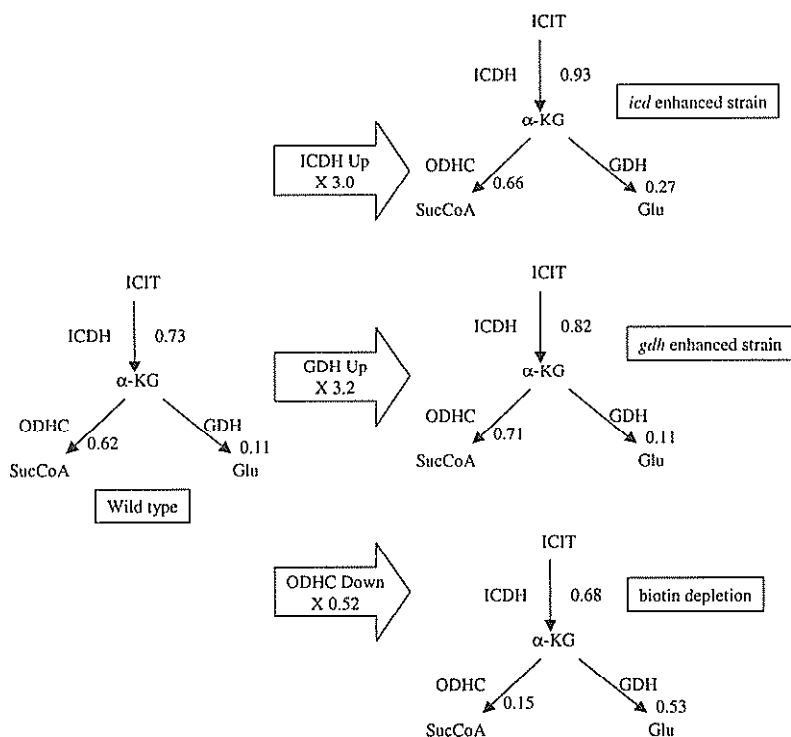 ICIT
ICDH 0.93
icd enhanced strain
α-KG
ICDH Up
X 3.0
ODHC GDH
0.66 0.27
SucCoA Glu
ICIT
ICDH 0.73
α-KG
ODHC GDH
0.62 0.11
SucCoA Glu
Wild type
GDH Up
X 3.2
ICIT
ICDH 0.82
gdh enhanced strain
α-KG
ODHC GDH
0.71 0.11
SucCoA Glu
ODHC Down
X 0.52
ICIT
ICDH 0.68
biotin depletion
α-KG
ODHC GDH
0.15 0.53
SucCoA Glu